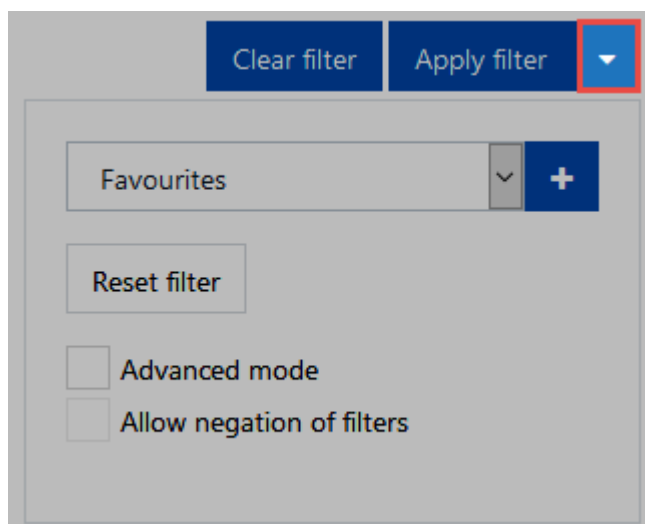 Clear filter Apply filter
Favourites +
Reset filter
Advanced mode
Allow negation of filters